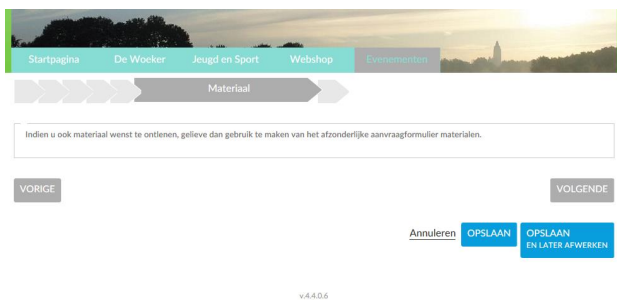 Startpagina De Woeker Jeugd en Sport Webshop Evenementen
Materiaal
Indien u ook materiaal wenst te ontlenen, gelieve dan gebruik te maken van het afzonderlijke aanvraagformulier materialen.
VORIGE VOLGENDE
Annuleren OPSLAAN OPSLAAN
EN LATER AFWERKEN
v.4.4.0.6